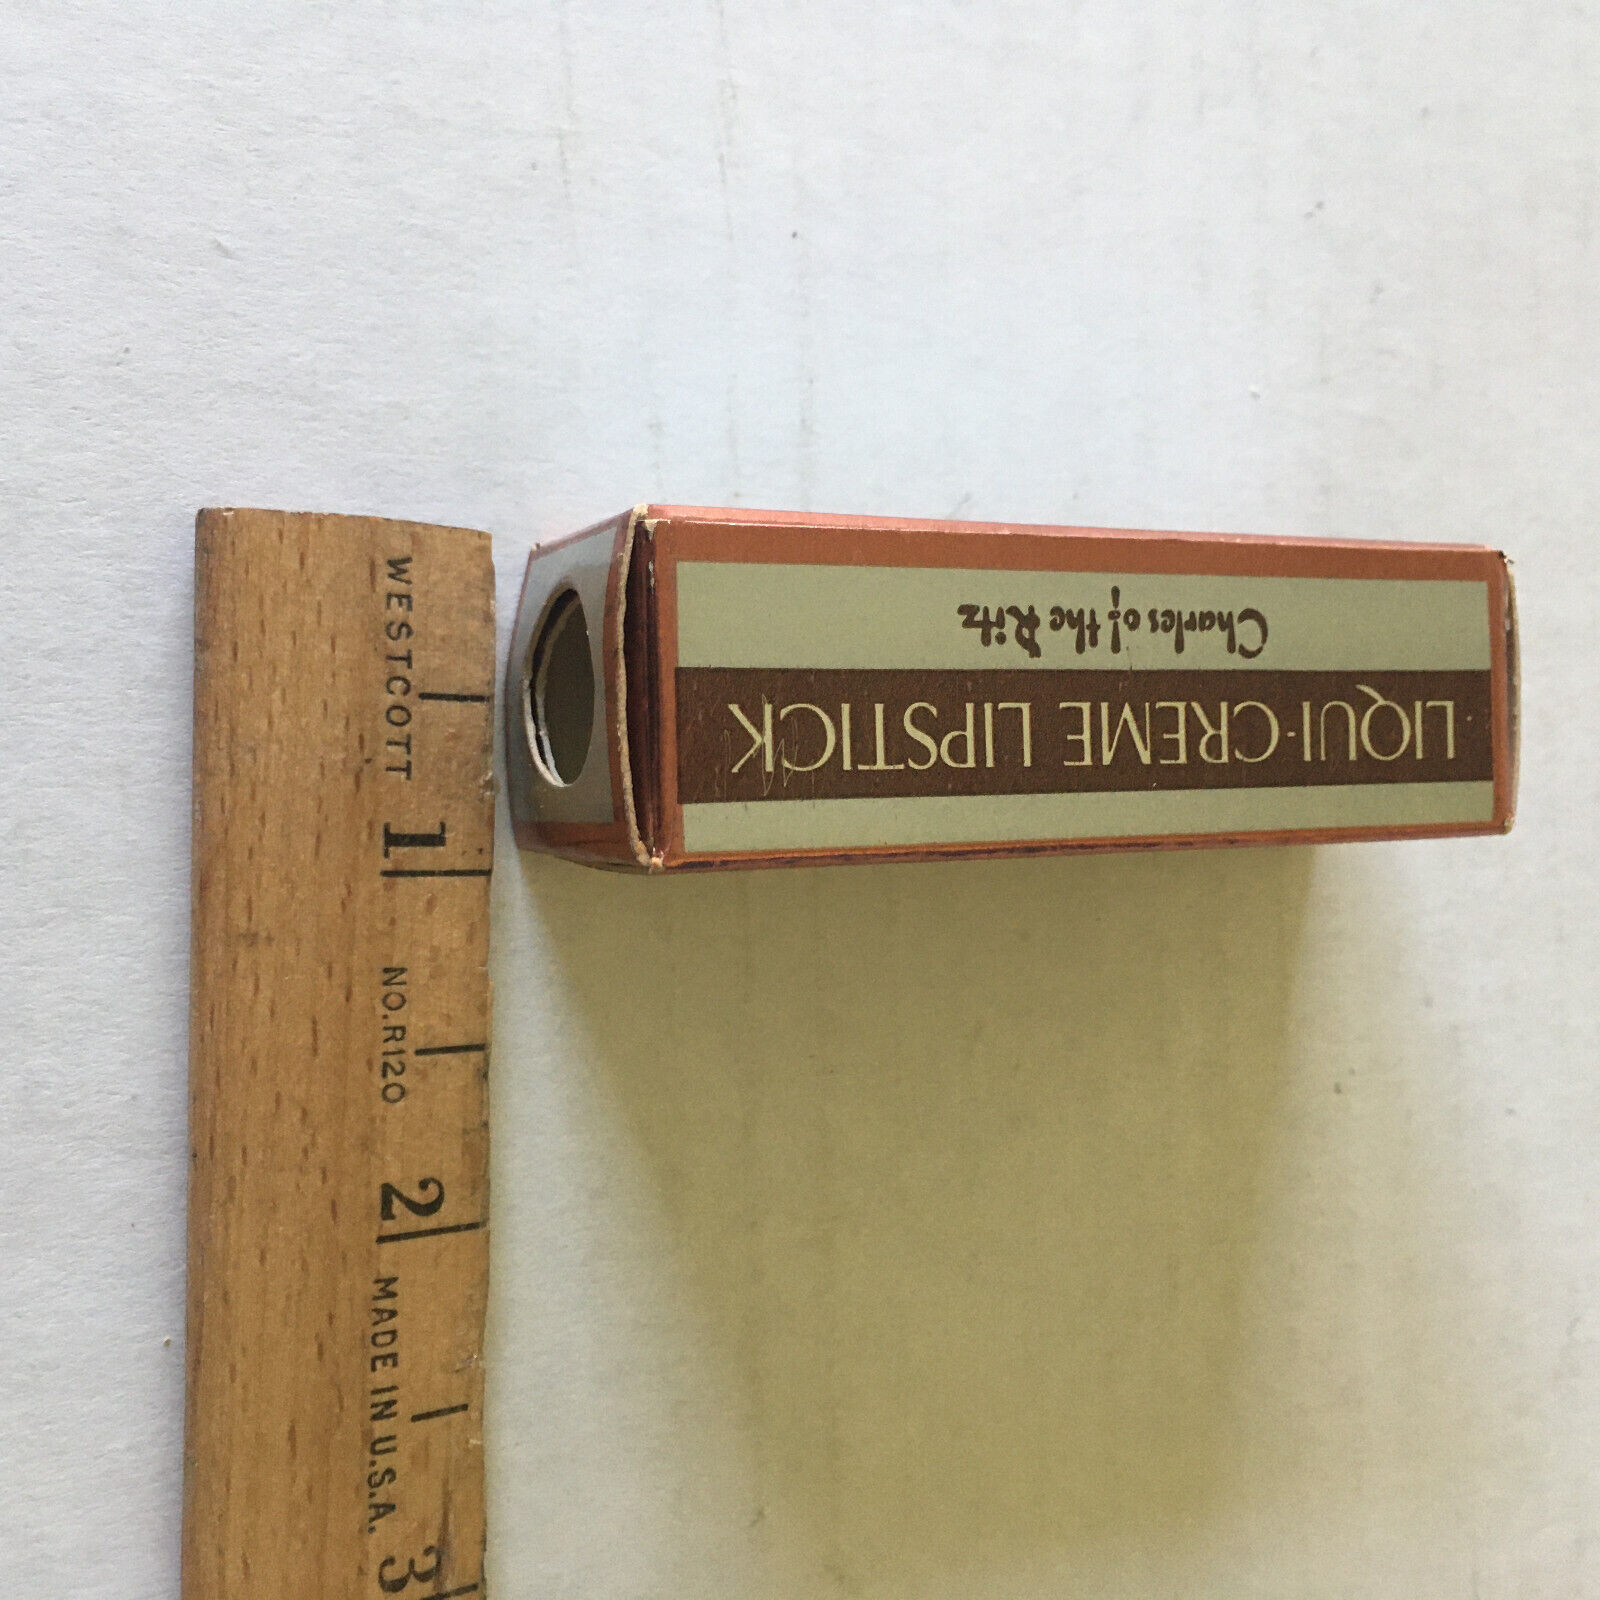 WESTCOTT
1
NO. R120
2
MADE IN U.S.A.
3
LIQUI-CREME LIPSTICK
Charles of the Ritz